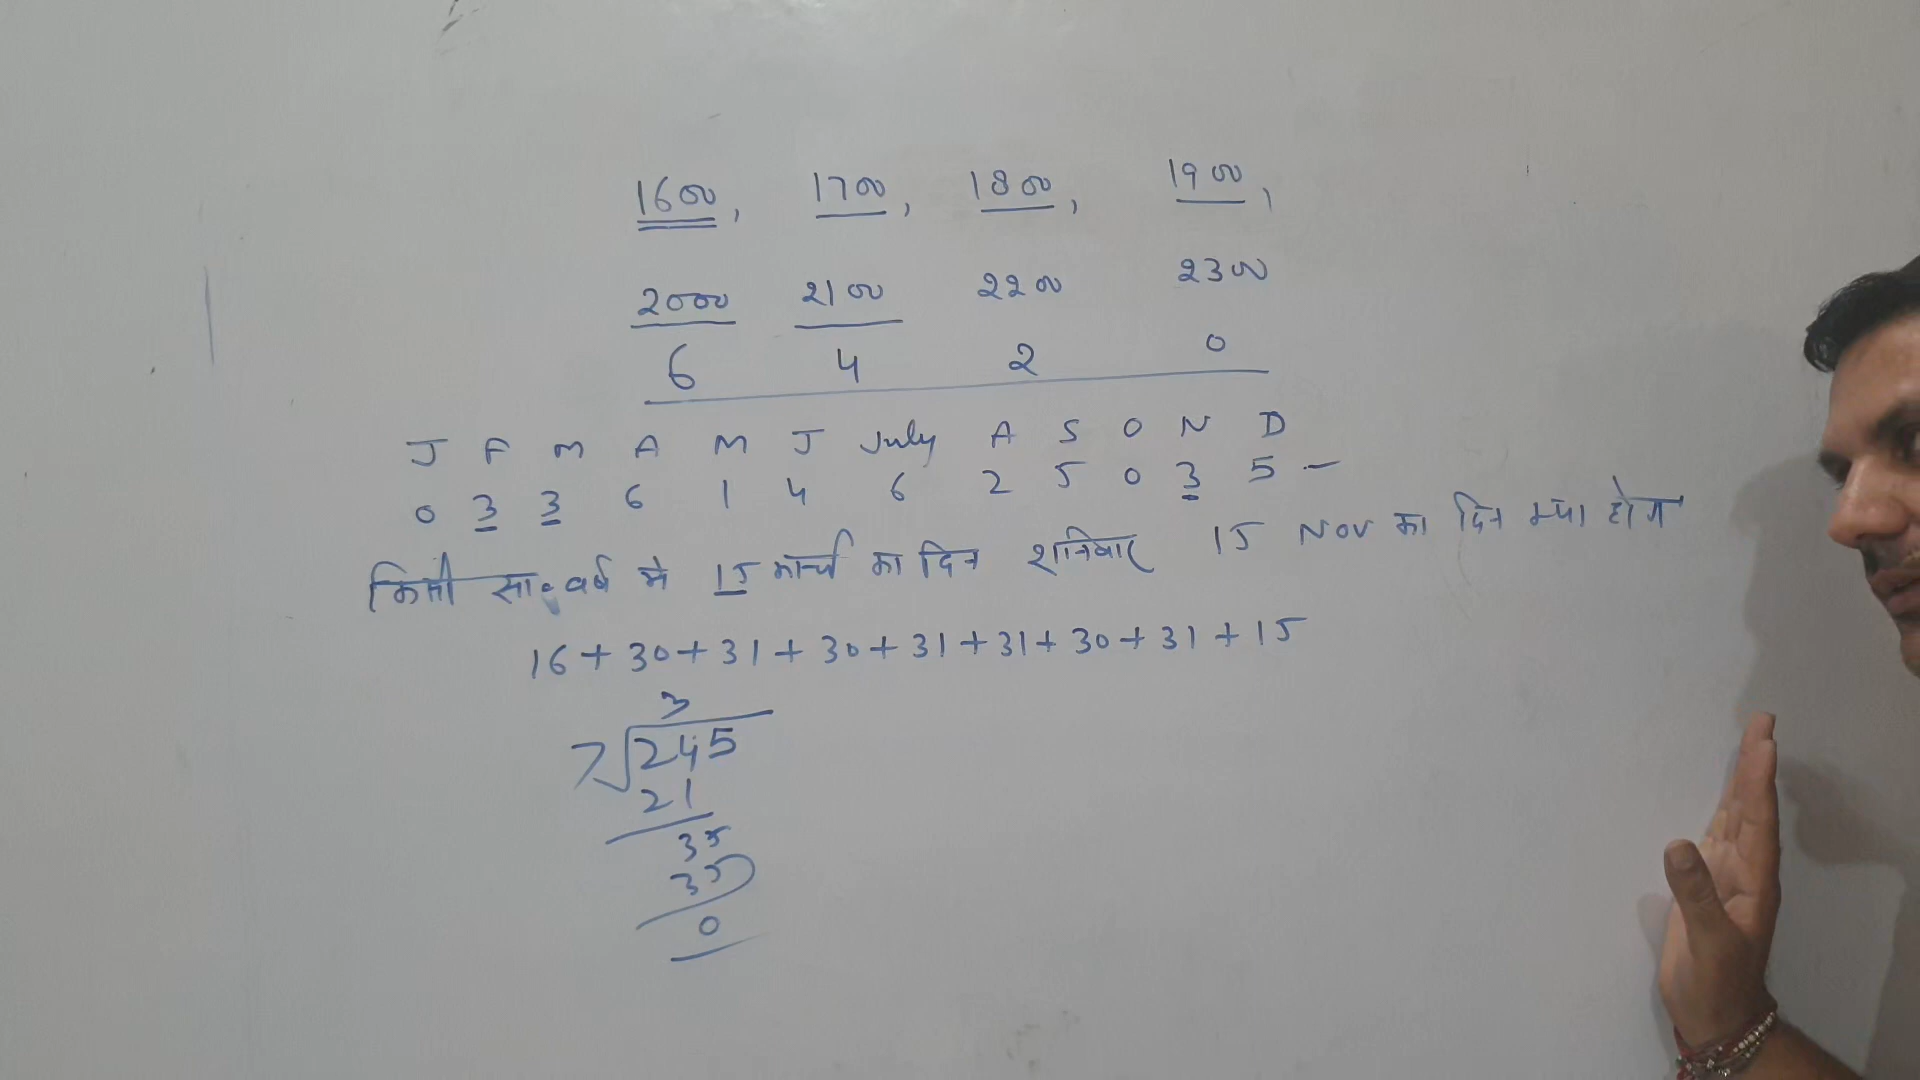 1600, 1700, 1800, 1900,
2000 2100 2200 2300
6 4 2 0
J F M A M J July A S O N D
0 3 3 6 1 4 6 2 5 0 3 5 -
किसी सा० वर्ष मे 15 मार्च का दिन शनिवार 15 Nov का दिन क्या होगा
16 + 30 + 31 + 30 + 31 + 31 + 30 + 31 + 15
3
7 245
21
35
35
0